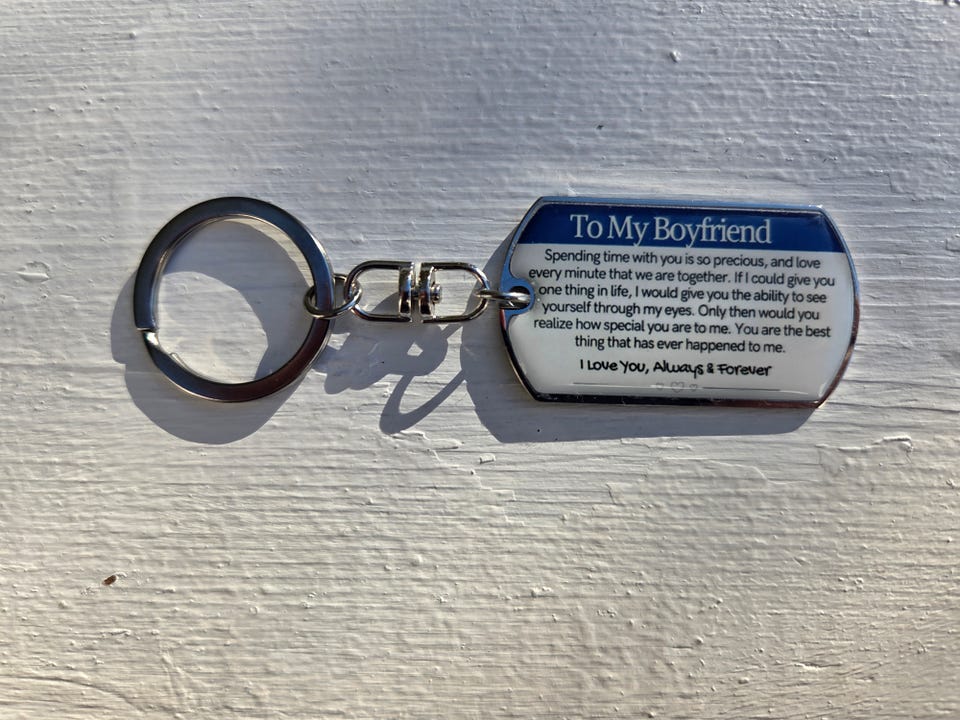 To My Boyfriend
Spending time with you is so precious, and love
every minute that we are together. If I could give you
one thing in life, I would give you the ability to see
yourself through my eyes. Only then would you
realize how special you are to me. You are the best
thing that has ever happened to me.
I Love You, Always & Forever